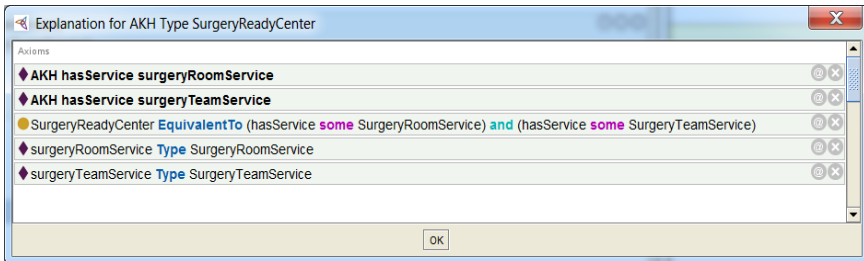 Explanation for AKH Type SurgeryReadyCenter
X
Axioms
AKH hasService surgeryRoomService
@ X
AKH hasService surgeryTeamService
@ X
SurgeryReadyCenter EquivalentTo (hasService some SurgeryRoomService) and (hasService some SurgeryTeamService)
@ X
surgeryRoomService Type SurgeryRoomService
@ X
surgeryTeamService Type SurgeryTeamService
@ X
OK